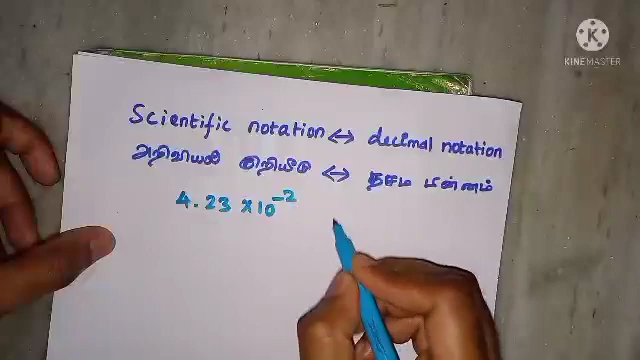 Scientific notation ↔ decimal notation
அறிவியல் குறியீடு ↔ தசம பின்னம்
4.23 × 10⁻²
KINEMASTER